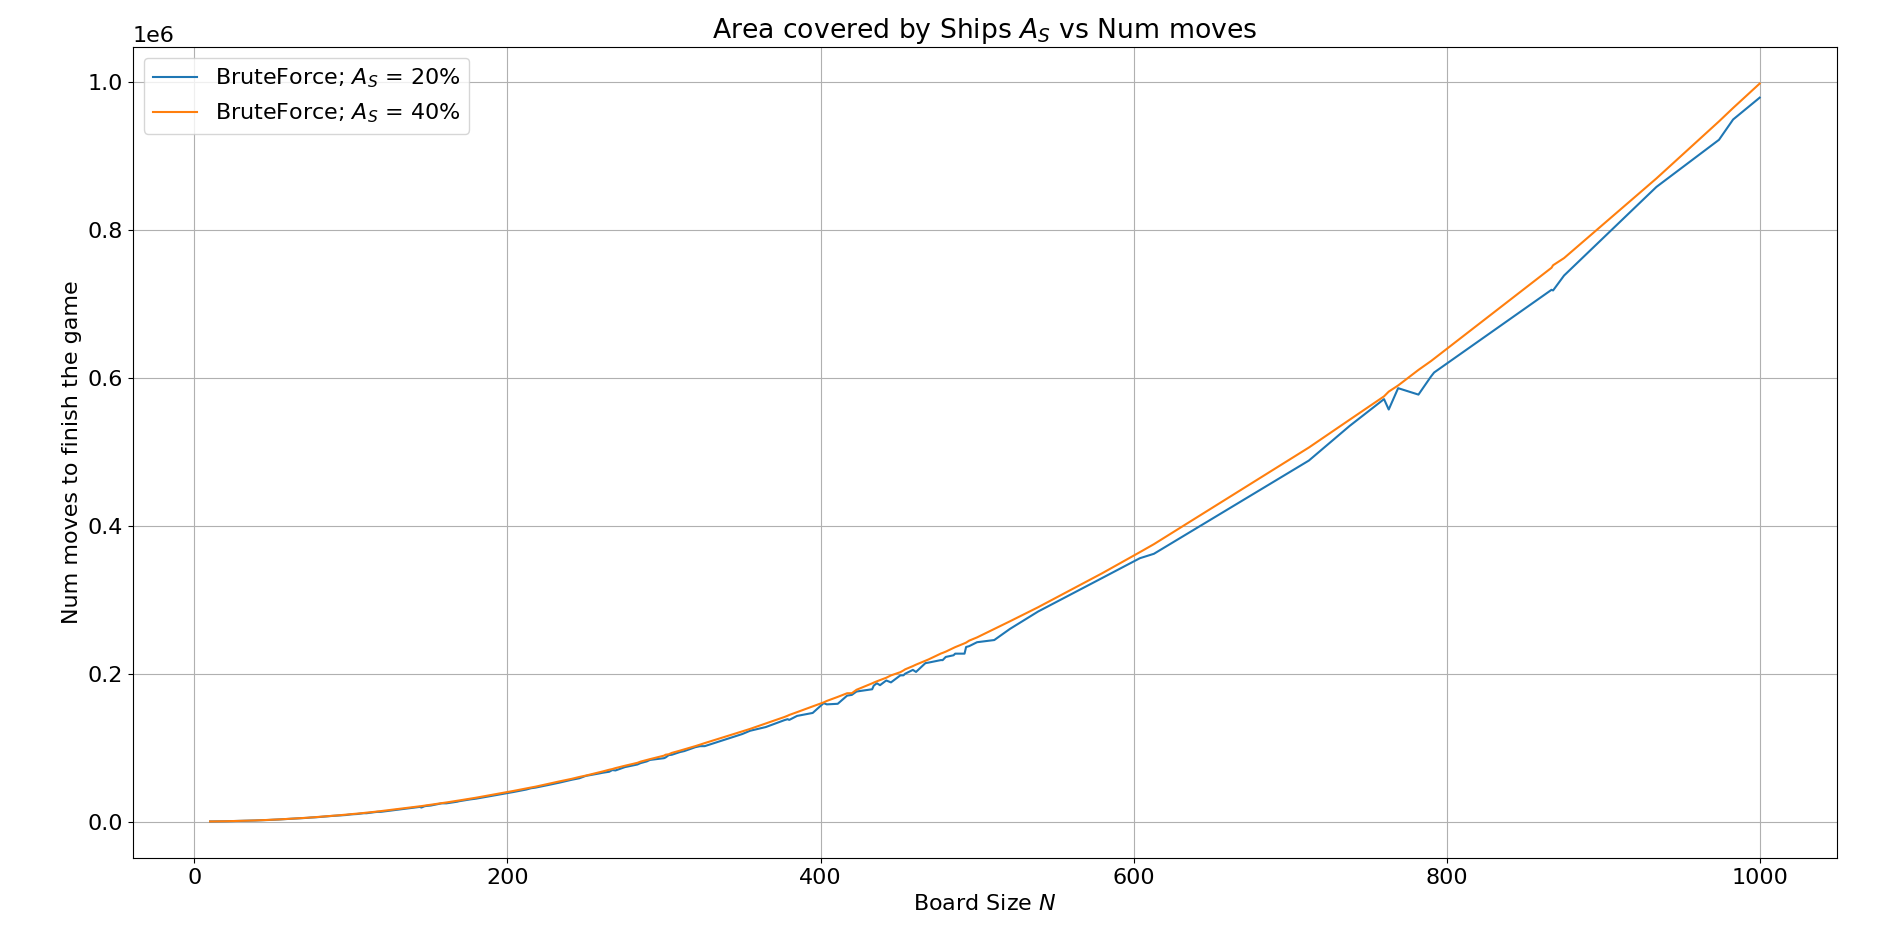 Area covered by Ships A_S vs Num moves
1e6
BruteForce; A_S = 20%
BruteForce; A_S = 40%
1.0
0.8
0.6
0.4
0.2
0.0
Num moves to finish the game
0 200 400 600 800 1000
Board Size N